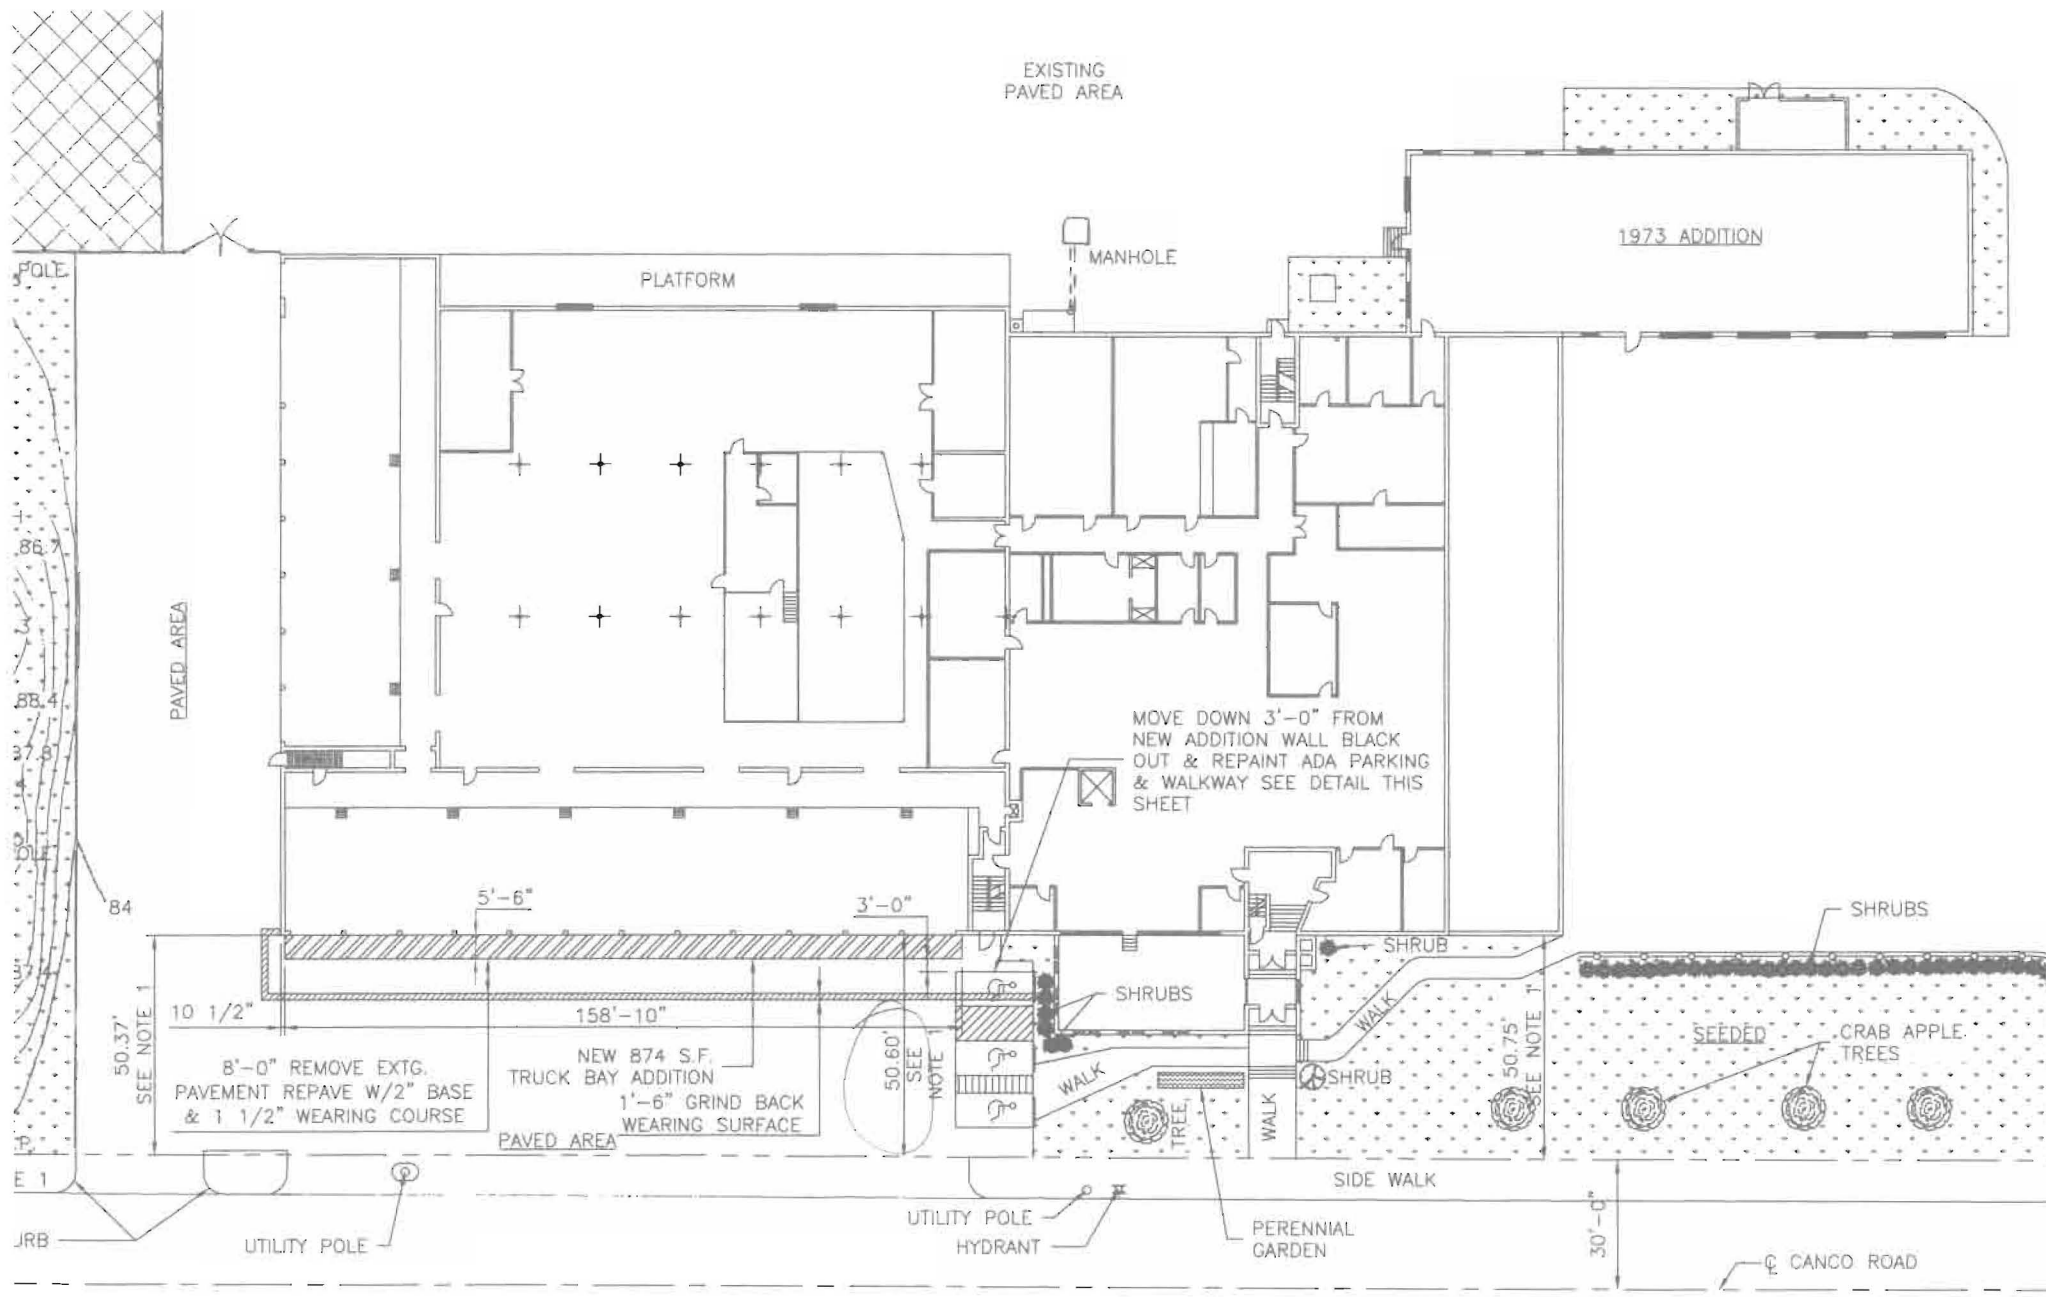 EXISTING
PAVED AREA
1973 ADDITION
MANHOLE
PLATFORM
POLE
86.7
88.4
84
PAVED AREA
MOVE DOWN 3'-0" FROM
NEW ADDITION WALL BLACK
OUT & REPAINT ADA PARKING
& WALKWAY SEE DETAIL THIS
SHEET
5'-6"
3'-0"
SHRUBS
SHRUB
SHRUBS
WALK
10 1/2"
158'-10"
50.37'
SEE NOTE 1
50.60'
SEE
NOTE 1
50.75'
SEE NOTE 1
8'-0" REMOVE EXTG.
PAVEMENT REPAVE W/2" BASE
& 1 1/2" WEARING COURSE
NEW 874 S.F.
TRUCK BAY ADDITION
1'-6" GRIND BACK
WEARING SURFACE
PAVED AREA
WALK
SHRUB
SEEDED
CRAB APPLE
TREES
TREE
WALK
E 1
SIDE WALK
URB
UTILITY POLE
UTILITY POLE
HYDRANT
PERENNIAL
GARDEN
30'-0"
℄ CANCO ROAD